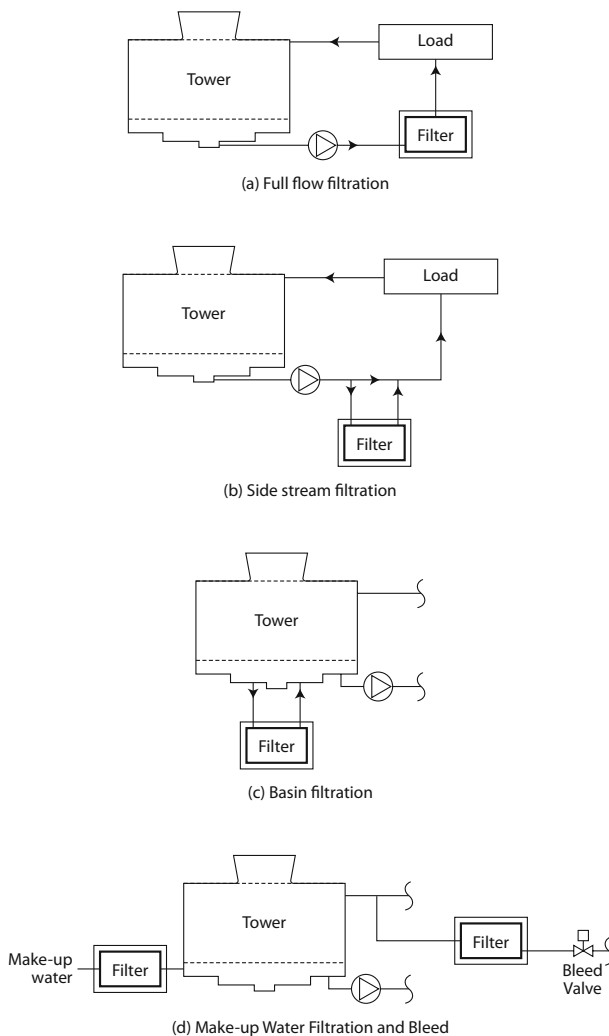 Load
Tower
Filter
(a) Full flow filtration
Load
Tower
Filter
(b) Side stream filtration
Tower
Filter
(c) Basin filtration
Tower
Filter
Make-up
water
Filter
Bleed
Valve
(d) Make-up Water Filtration and Bleed